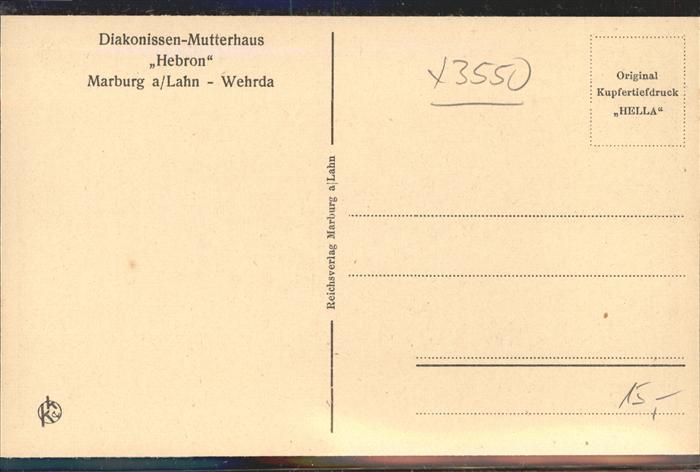 Diakonissen-Mutterhaus
„Hebron“
Marburg a/Lahn - Wehrda
x3550
Original
Kupfertiefdruck
„HELLA“
Reichsverlag Marburg a/Lahn
15,-